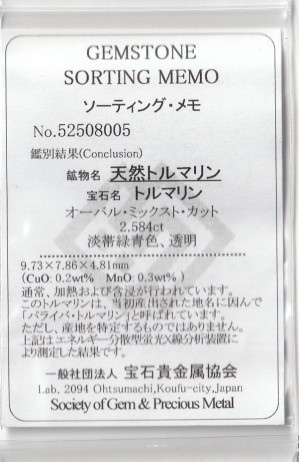 GEMSTONE
SORTING MEMO
ソーティング・メモ
No.52508005
鑑別結果(Conclusion)
鉱物名 天然トルマリン
宝石名 トルマリン
オーバル・ミックスト・カット
2.584ct
淡帯緑青色、透明
9.73×7.86×4.81mm
(CuO: 0.2wt% MnO: 0.3wt% )
通常、加熱および含浸が行われています。
このトルマリンは、当初産出された地名に因んで
「パライバ・トルマリン」と呼ばれています。
ただし、産地を特定するものではありません。
上記はエネルギー分散型蛍光X線分析装置に
より測定した結果です。
一般社団法人 宝石貴金属協会
Lab. 2094 Ohtsumachi,Koufu-city,Japan
Society of Gem & Precious Metal